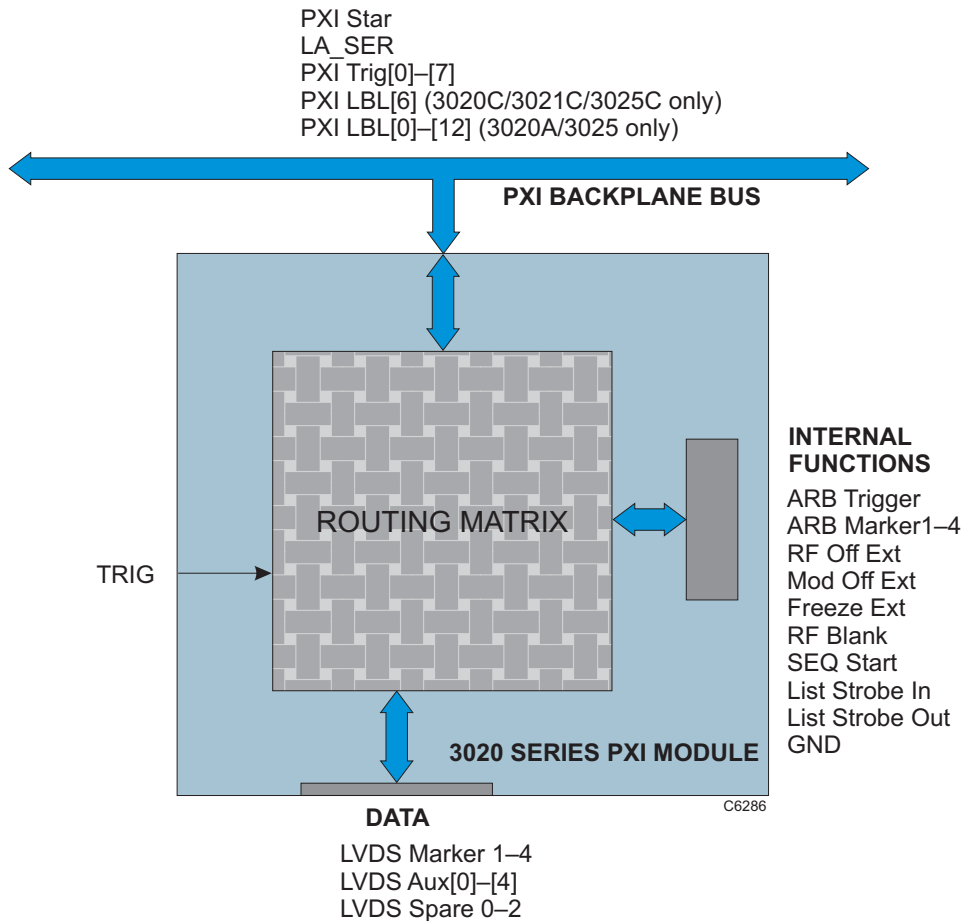 PXI Star
LA_SER
PXI Trig[0]–[7]
PXI LBL[6] (3020C/3021C/3025C only)
PXI LBL[0]–[12] (3020A/3025 only)
PXI BACKPLANE BUS
ROUTING MATRIX
TRIG
INTERNAL
FUNCTIONS
ARB Trigger
ARB Marker1–4
RF Off Ext
Mod Off Ext
Freeze Ext
RF Blank
SEQ Start
List Strobe In
List Strobe Out
GND
3020 SERIES PXI MODULE
C6286
DATA
LVDS Marker 1–4
LVDS Aux[0]–[4]
LVDS Spare 0–2